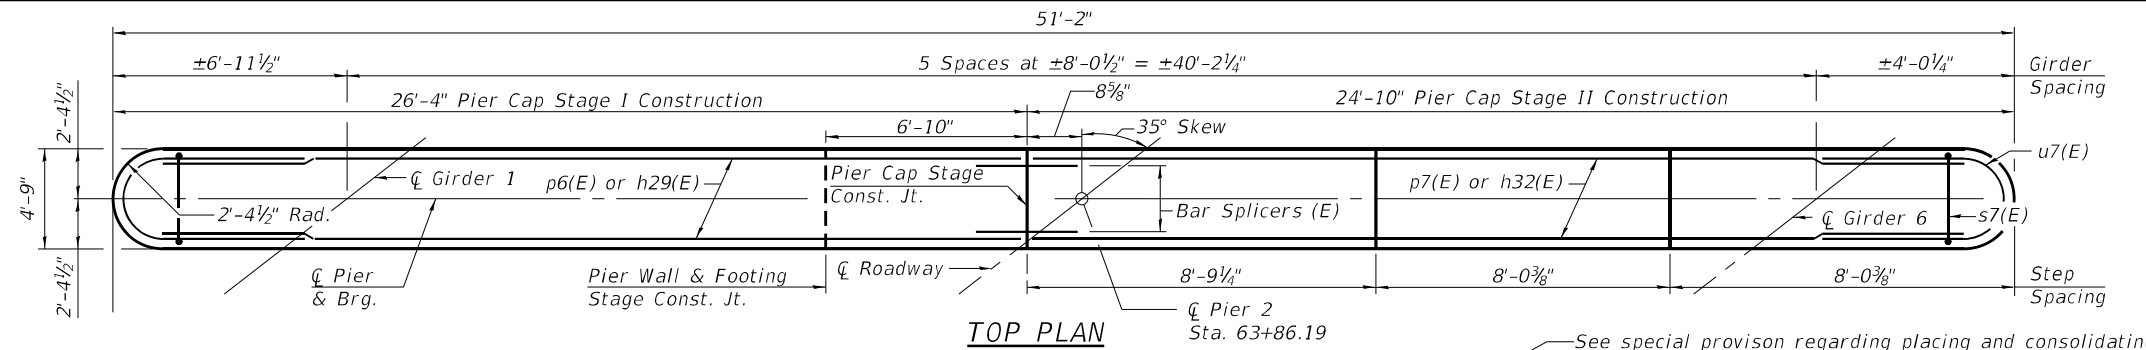 51'-2"
±6'-11½"
5 Spaces at ±8'-0½" = ±40'-2¼"
±4'-0¼"
Girder
Spacing
26'-4" Pier Cap Stage I Construction
8⅝"
24'-10" Pier Cap Stage II Construction
2'-4½"
6'-10"
35° Skew
u7(E)
4'-9"
℄ Girder 1
p6(E) or h29(E)
Pier Cap Stage
Const. Jt.
p7(E) or h32(E)
2'-4½" Rad.
Bar Splicers (E)
℄ Girder 6
s7(E)
2'-4½"
℄ Pier
& Brg.
Pier Wall & Footing
Stage Const. Jt.
℄ Roadway
8'-9¼"
8'-0⅜"
8'-0⅜"
Step
Spacing
℄ Pier 2
Sta. 63+86.19
TOP PLAN
See special provison regarding placing and consolidating